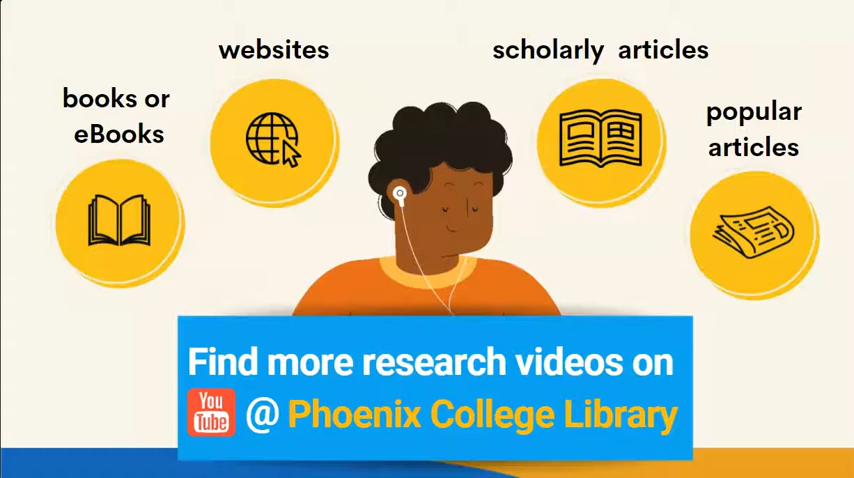 websites
scholarly articles
books or
eBooks
popular
articles
Find more research videos on
You
Tube
@ Phoenix College Library